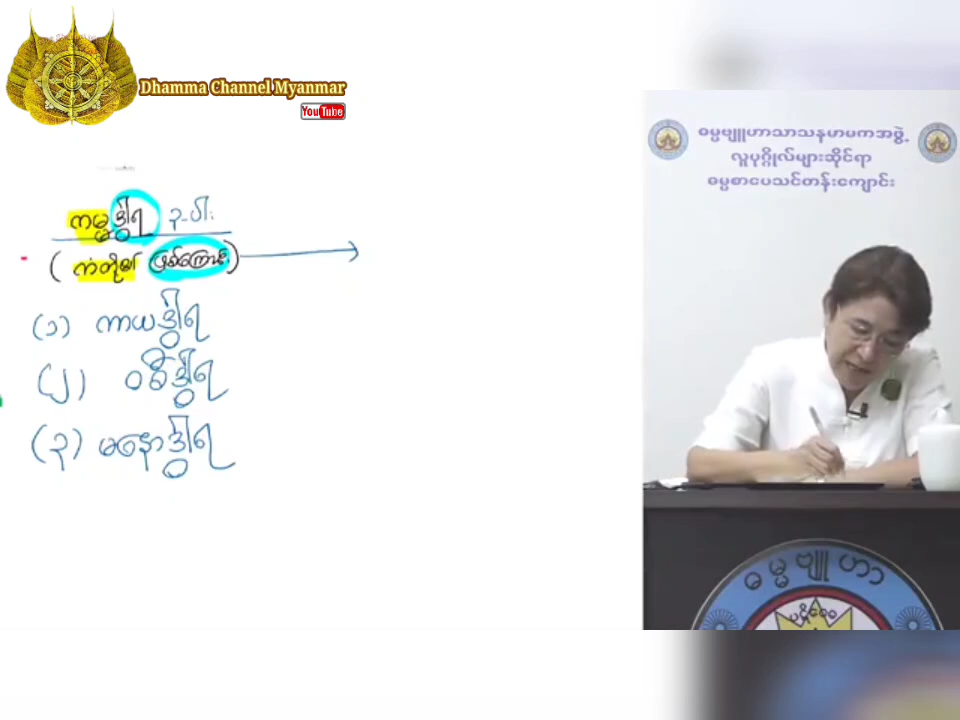 Dhamma Channel Myanmar
YouTube
ဓမ္မဗျူဟာသာသနာမာမကအဖွဲ့
လူပုဂ္ဂိုလ်များဆိုင်ရာ
ဓမ္မစာပေသင်တန်းကျောင်း
ကမ္မဒွါရ ၃-ပါး
(ကံတို့၏ ဖြစ်ကြောင်း)
(၁) ကာယဒွါရ
(၂) ဝစီဒွါရ
(၃) မနောဒွါရ
ဓမ္မဗျူဟာ